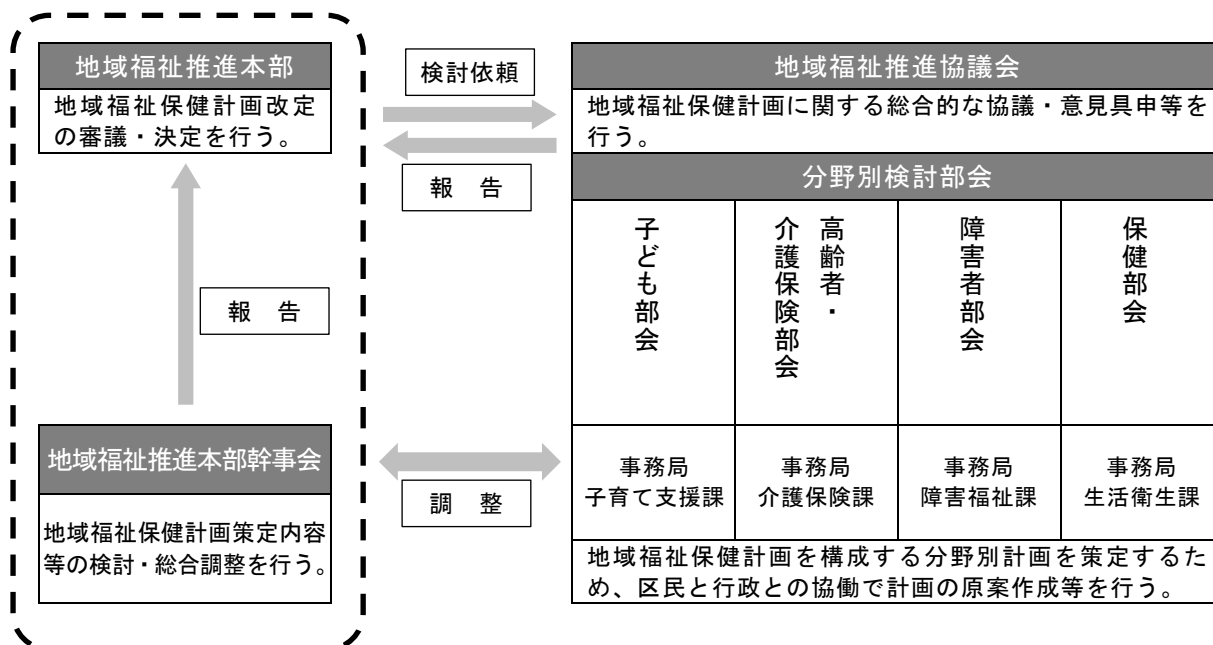 地域福祉推進本部
地域福祉保健計画改定
の審議・決定を行う。
報　告
地域福祉推進本部幹事会
地域福祉保健計画策定内容
等の検討・総合調整を行う。
検討依頼
報　告
調　整
地域福祉推進協議会
地域福祉保健計画に関する総合的な協議・意見具申等を
行う。
分野別検討部会
子ども部会
高齢者・
介護保険部会
障害者部会
保健部会
事務局
子育て支援課
事務局
介護保険課
事務局
障害福祉課
事務局
生活衛生課
地域福祉保健計画を構成する分野別計画を策定するた
め、区民と行政との協働で計画の原案作成等を行う。